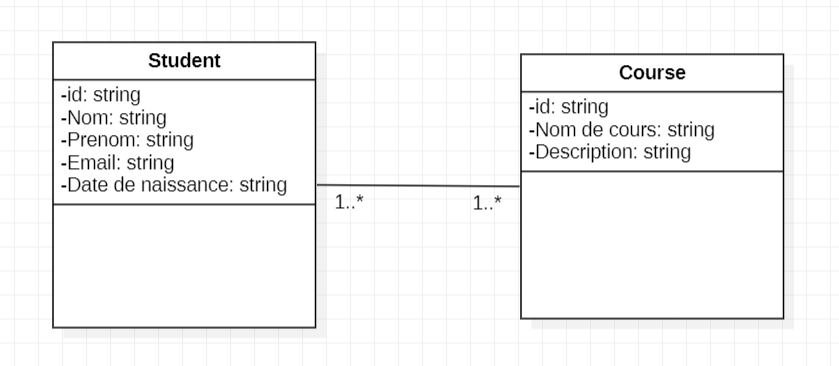 Student
-id: string
-Nom: string
-Prenom: string
-Email: string
-Date de naissance: string
1..*
1..*
Course
-id: string
-Nom de cours: string
-Description: string